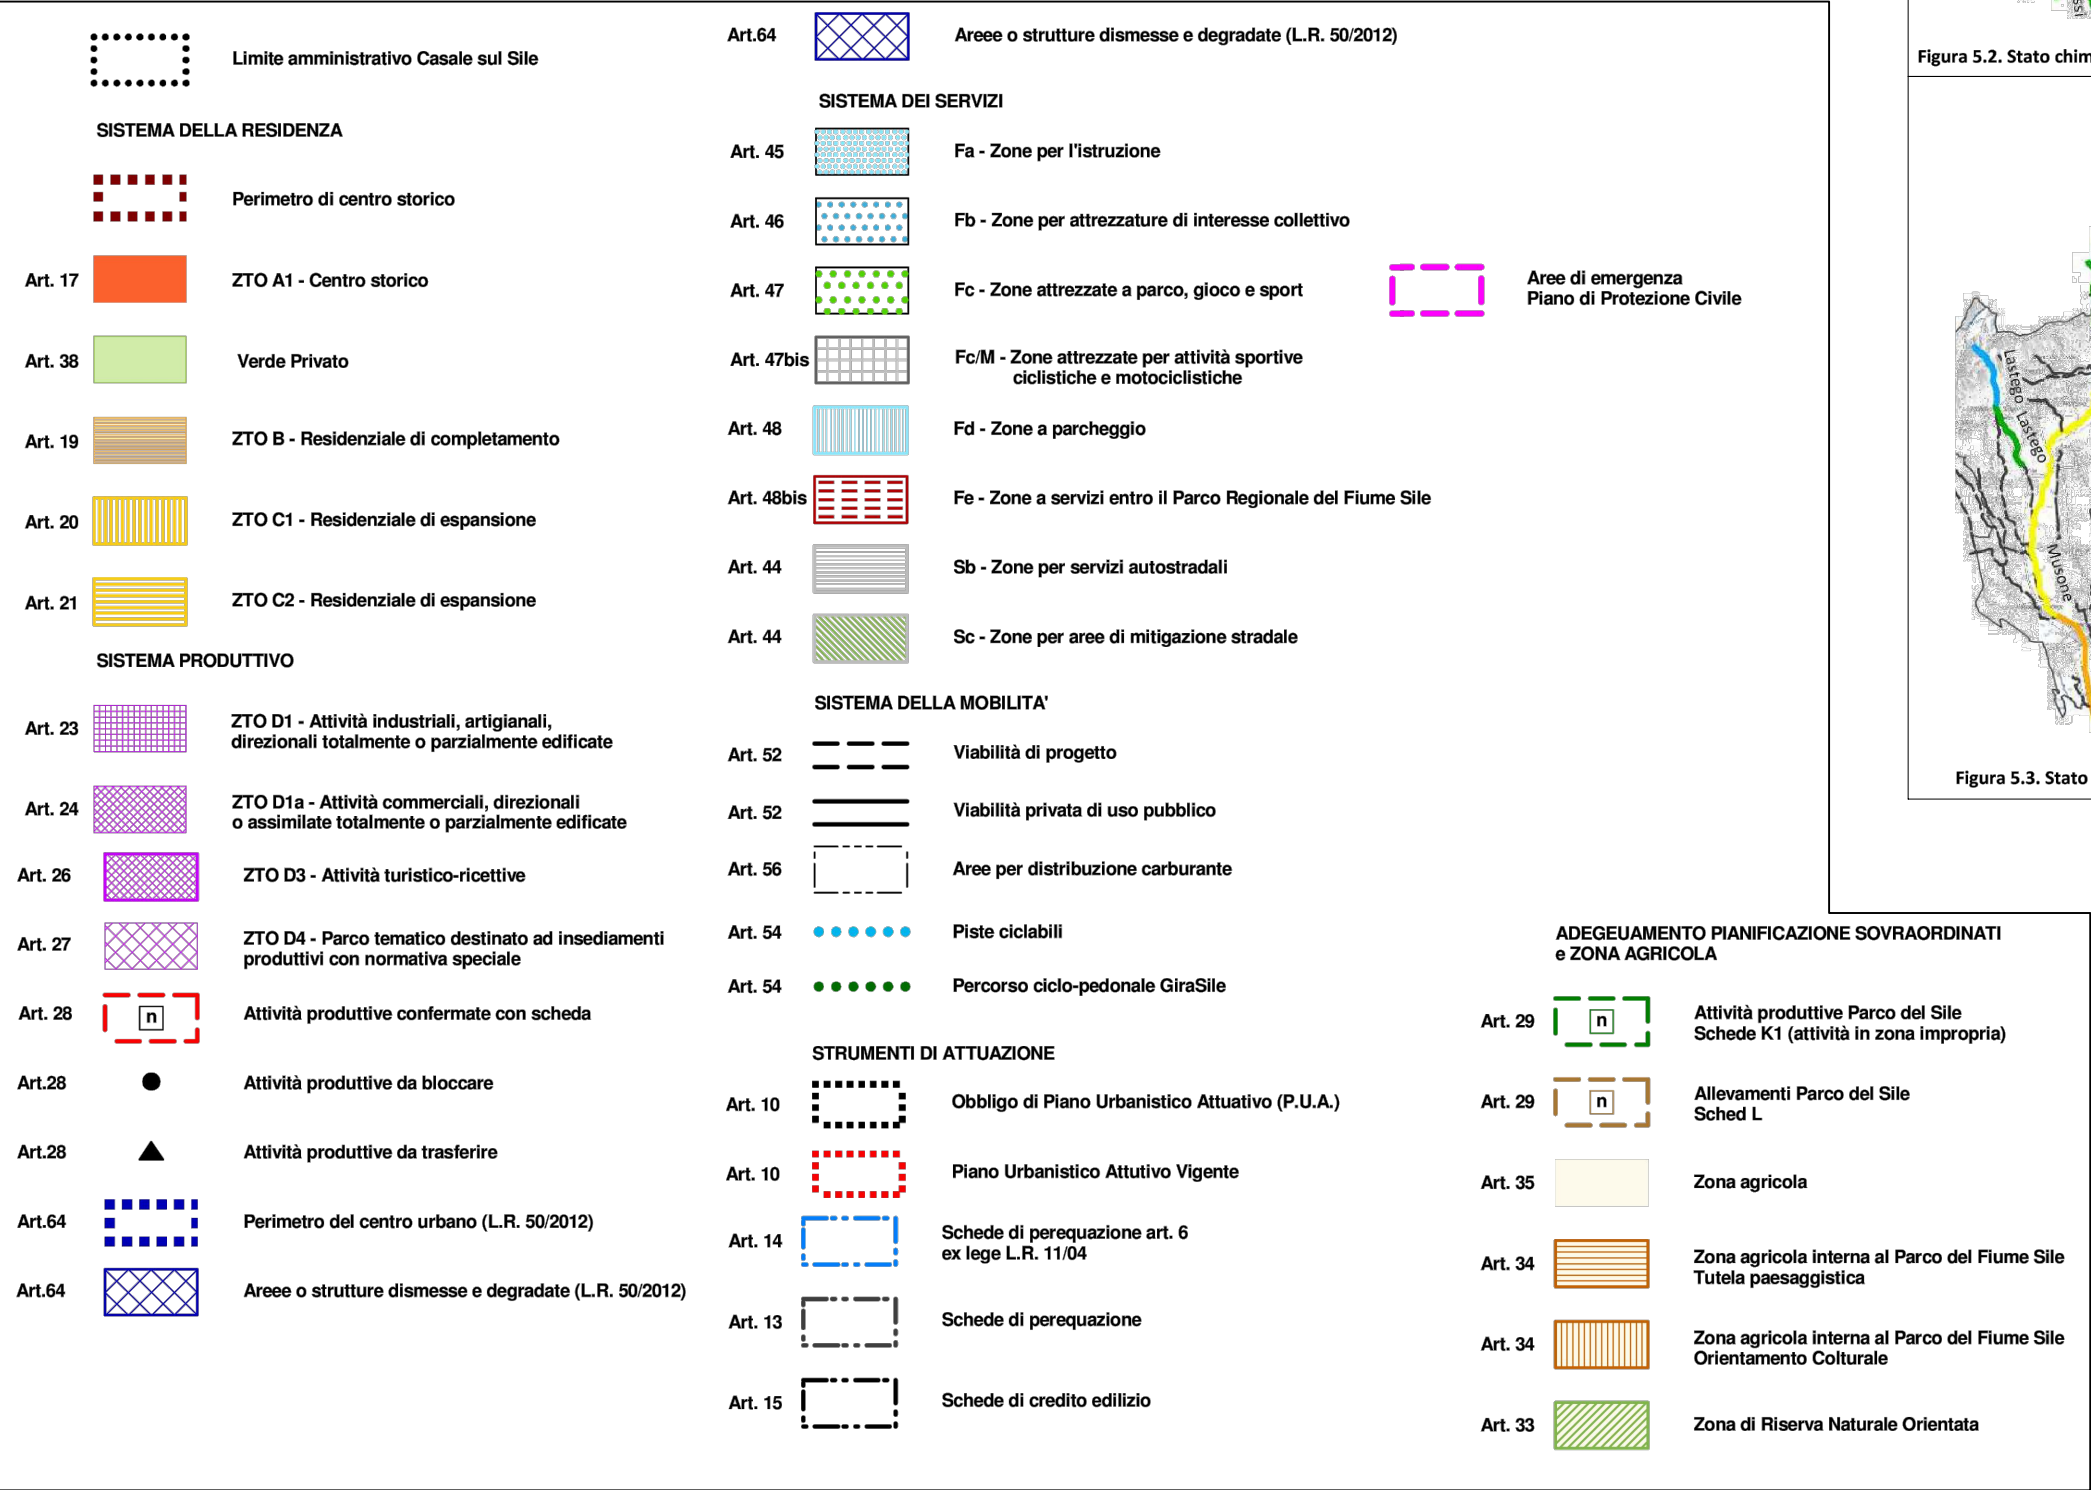 Limite amministrativo Casale sul Sile
SISTEMA DELLA RESIDENZA
Perimetro di centro storico
Art. 17 ZTO A1 - Centro storico
Art. 38 Verde Privato
Art. 19 ZTO B - Residenziale di completamento
Art. 20 ZTO C1 - Residenziale di espansione
Art. 21 ZTO C2 - Residenziale di espansione
SISTEMA PRODUTTIVO
Art. 23 ZTO D1 - Attività industriali, artigianali,
direzionali totalmente o parzialmente edificate
Art. 24 ZTO D1a - Attività commerciali, direzionali
o assimilate totalmente o parzialmente edificate
Art. 26 ZTO D3 - Attività turistico-ricettive
Art. 27 ZTO D4 - Parco tematico destinato ad insediamenti
produttivi con normativa speciale
Art. 28 n Attività produttive confermate con scheda
Art.28 Attività produttive da bloccare
Art.28 Attività produttive da trasferire
Art.64 Perimetro del centro urbano (L.R. 50/2012)
Art.64 Areee o strutture dismesse e degradate (L.R. 50/2012)
Art.64 Areee o strutture dismesse e degradate (L.R. 50/2012)
SISTEMA DEI SERVIZI
Art. 45 Fa - Zone per l'istruzione
Art. 46 Fb - Zone per attrezzature di interesse collettivo
Art. 47 Fc - Zone attrezzate a parco, gioco e sport
Art. 47bis Fc/M - Zone attrezzate per attività sportive
ciclistiche e motociclistiche
Art. 48 Fd - Zone a parcheggio
Art. 48bis Fe - Zone a servizi entro il Parco Regionale del Fiume Sile
Art. 44 Sb - Zone per servizi autostradali
Art. 44 Sc - Zone per aree di mitigazione stradale
SISTEMA DELLA MOBILITA'
Art. 52 Viabilità di progetto
Art. 52 Viabilità privata di uso pubblico
Art. 56 Aree per distribuzione carburante
Art. 54 Piste ciclabili
Art. 54 Percorso ciclo-pedonale GiraSile
STRUMENTI DI ATTUAZIONE
Art. 10 Obbligo di Piano Urbanistico Attuativo (P.U.A.)
Art. 10 Piano Urbanistico Attutivo Vigente
Art. 14 Schede di perequazione art. 6
ex lege L.R. 11/04
Art. 13 Schede di perequazione
Art. 15 Schede di credito edilizio
Aree di emergenza
Piano di Protezione Civile
ADEGEUAMENTO PIANIFICAZIONE SOVRAORDINATI
e ZONA AGRICOLA
Art. 29 n Attività produttive Parco del Sile
Schede K1 (attività in zona impropria)
Art. 29 n Allevamenti Parco del Sile
Sched L
Art. 35 Zona agricola
Art. 34 Zona agricola interna al Parco del Fiume Sile
Tutela paesaggistica
Art. 34 Zona agricola interna al Parco del Fiume Sile
Orientamento Colturale
Art. 33 Zona di Riserva Naturale Orientata
Figura 5.2. Stato chim
Lastego
Lastego
Musone
Figura 5.3. Stato